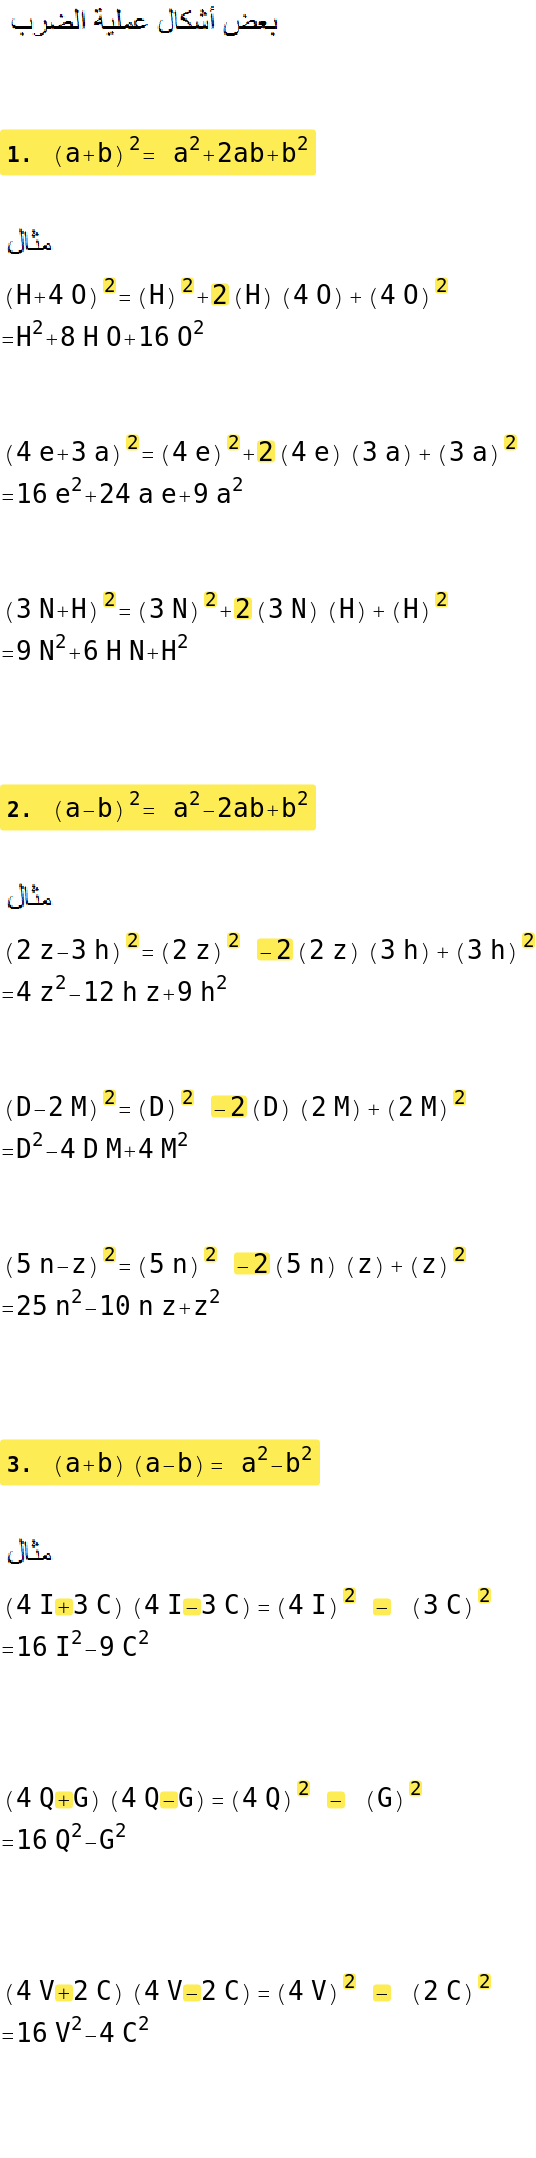 بعض أشكال عملية الضرب
1. (a+b)²= a²+2ab+b²
مثال
(H+4 O)²=(H)²+2(H) (4 O)+(4 O)²
=H²+8 H O+16 O²
(4 e+3 a)²=(4 e)²+2(4 e) (3 a)+(3 a)²
=16 e²+24 a e+9 a²
(3 N+H)²=(3 N)²+2(3 N) (H)+(H)²
=9 N²+6 H N+H²
2. (a−b)²= a²−2ab+b²
مثال
(2 z−3 h)²=(2 z)² −2(2 z) (3 h)+(3 h)²
=4 z²−12 h z+9 h²
(D−2 M)²=(D)² −2(D) (2 M)+(2 M)²
=D²−4 D M+4 M²
(5 n−z)²=(5 n)² −2(5 n) (z)+(z)²
=25 n²−10 n z+z²
3. (a+b)(a−b)= a²−b²
مثال
(4 I+3 C) (4 I−3 C)=(4 I)² − (3 C)²
=16 I²−9 C²
(4 Q+G) (4 Q−G)=(4 Q)² − (G)²
=16 Q²−G²
(4 V+2 C) (4 V−2 C)=(4 V)² − (2 C)²
=16 V²−4 C²